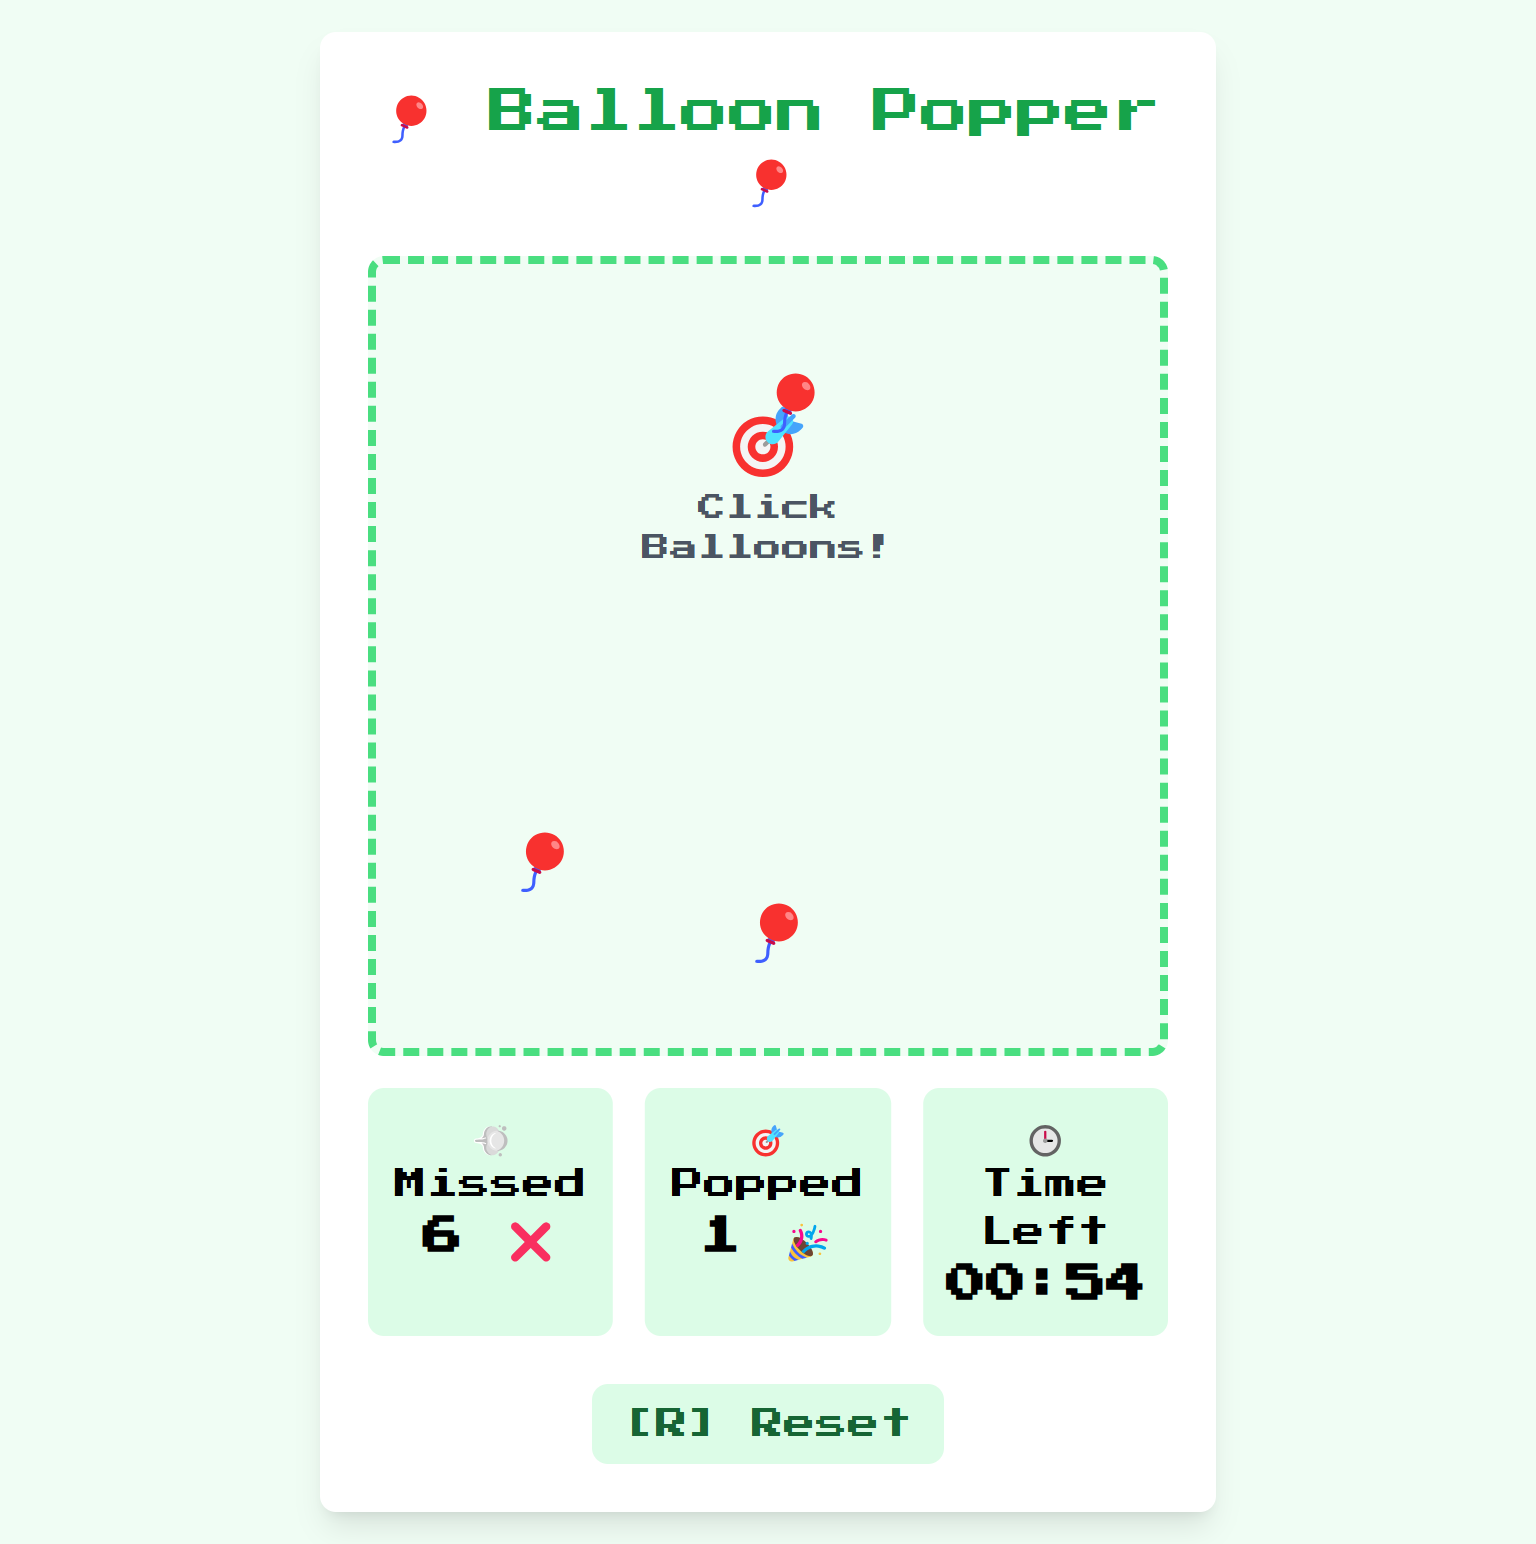 Balloon Popper
Click
Balloons!
Missed
6
Popped
1
Time
Left
00:54
[R] Reset